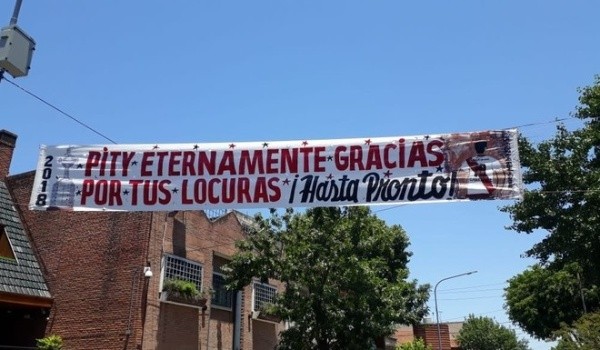 2018
PITY ETERNAMENTE GRACIAS
POR TUS LOCURAS ¡Hasta Pronto!